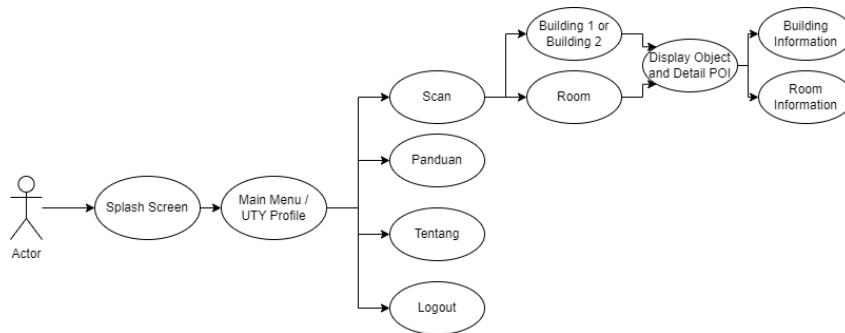 Building 1 or
Building 2
Building
Information
Display Object
and Detail POI
Scan
Room
Room
Information
Panduan
Splash Screen
Main Menu /
UTY Profile
Tentang
Actor
Logout